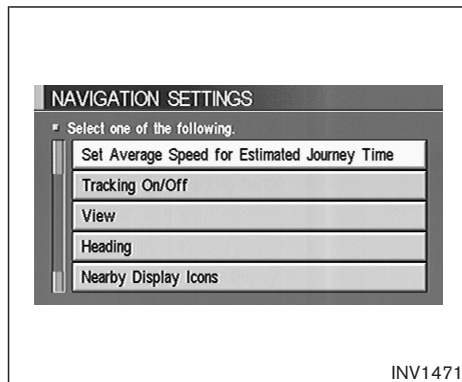 NAVIGATION SETTINGS
Select one of the following.
Set Average Speed for Estimated Journey Time
Tracking On/Off
View
Heading
Nearby Display Icons
INV1471